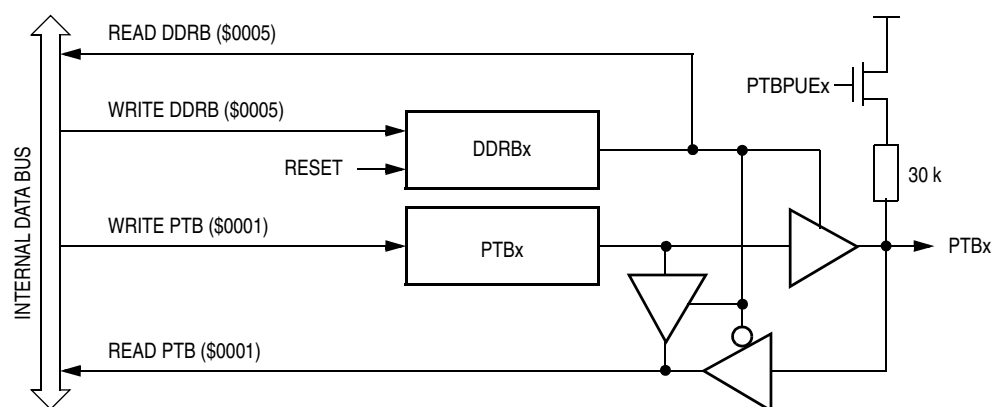 READ DDRB ($0005)
PTBPUEx
WRITE DDRB ($0005)
DDRBx
RESET
30 k
WRITE PTB ($0001)
PTBx
PTBx
INTERNAL DATA BUS
READ PTB ($0001)